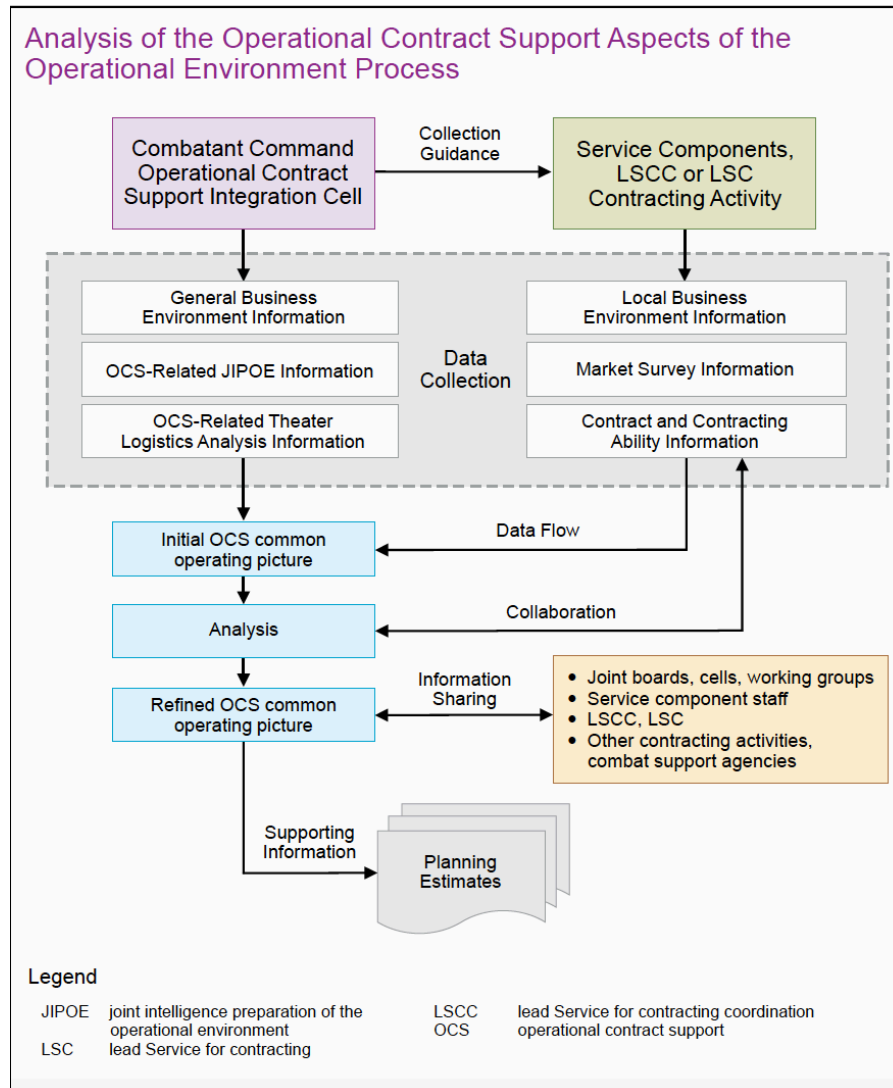 Analysis of the Operational Contract Support Aspects of the
Operational Environment Process
Combatant Command
Operational Contract
Support Integration Cell
Collection
Guidance
Service Components,
LSCC or LSC
Contracting Activity
General Business
Environment Information
OCS-Related JIPOE Information
OCS-Related Theater
Logistics Analysis Information
Data
Collection
Local Business
Environment Information
Market Survey Information
Contract and Contracting
Ability Information
Initial OCS common
operating picture
Data Flow
Analysis
Collaboration
Refined OCS common
operating picture
Information
Sharing
• Joint boards, cells, working groups
• Service component staff
• LSCC, LSC
• Other contracting activities,
combat support agencies
Supporting
Information
Planning
Estimates
Legend
JIPOE joint intelligence preparation of the
operational environment
LSC lead Service for contracting
LSCC lead Service for contracting coordination
OCS operational contract support